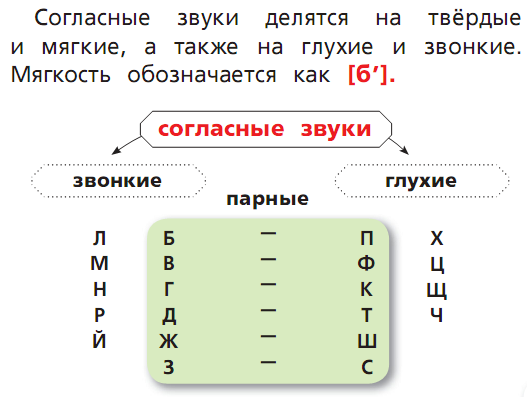 Согласные звуки делятся на твёрдые
и мягкие, а также на глухие и звонкие.
Мягкость обозначается как [б’].
согласные звуки
звонкие глухие
парные
Л Б — П Х
М В — Ф Ц
Н Г — К Щ
Р Д — Т Ч
Й Ж — Ш
З — С